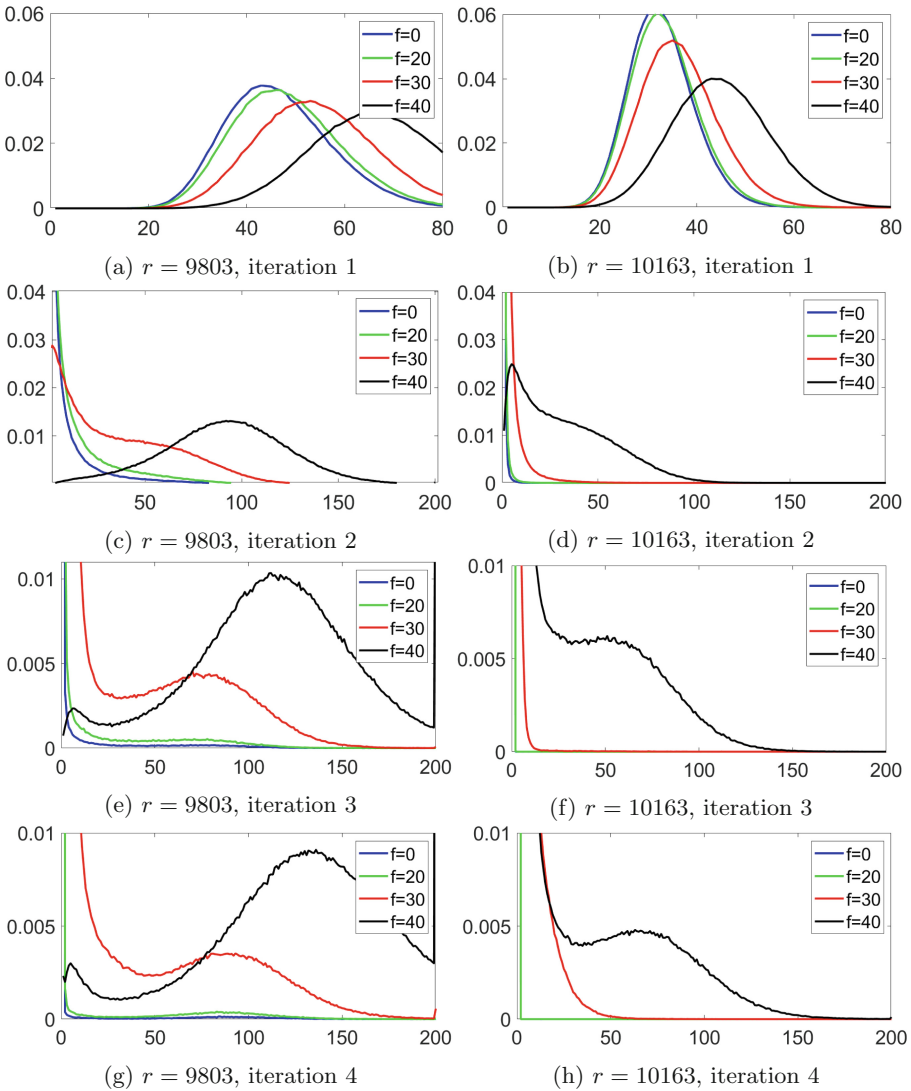 0.06
0.04
0.02
0
0 20 40 60 80
f=0
f=20
f=30
f=40
(a) r = 9803, iteration 1
0.06
0.04
0.02
0
0 20 40 60 80
f=0
f=20
f=30
f=40
(b) r = 10163, iteration 1
0.04
0.03
0.02
0.01
50 100 150 200
f=0
f=20
f=30
f=40
(c) r = 9803, iteration 2
0.04
0.03
0.02
0.01
0
0 50 100 150 200
f=0
f=20
f=30
f=40
(d) r = 10163, iteration 2
0.01
0.005
0
0 50 100 150 200
f=0
f=20
f=30
f=40
(e) r = 9803, iteration 3
0.01
0.005
0
0 50 100 150 200
f=0
f=20
f=30
f=40
(f) r = 10163, iteration 3
0.01
0.005
0
0 50 100 150 200
f=0
f=20
f=30
f=40
(g) r = 9803, iteration 4
0.01
0.005
0
0 50 100 150 200
f=0
f=20
f=30
f=40
(h) r = 10163, iteration 4